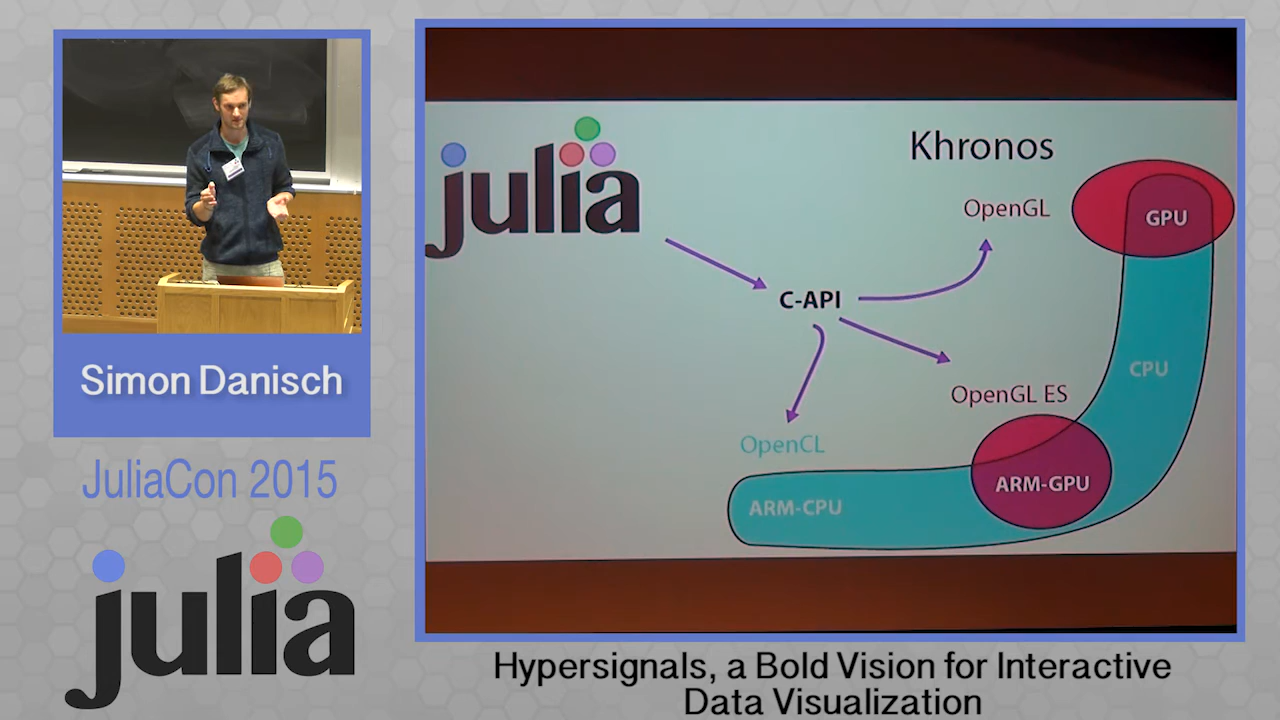 Simon Danisch
JuliaCon 2015
julia
julia
Khronos
OpenGL
GPU
C-API
CPU
OpenGL ES
OpenCL
ARM-GPU
ARM-CPU
Hypersignals, a Bold Vision for Interactive
Data Visualization